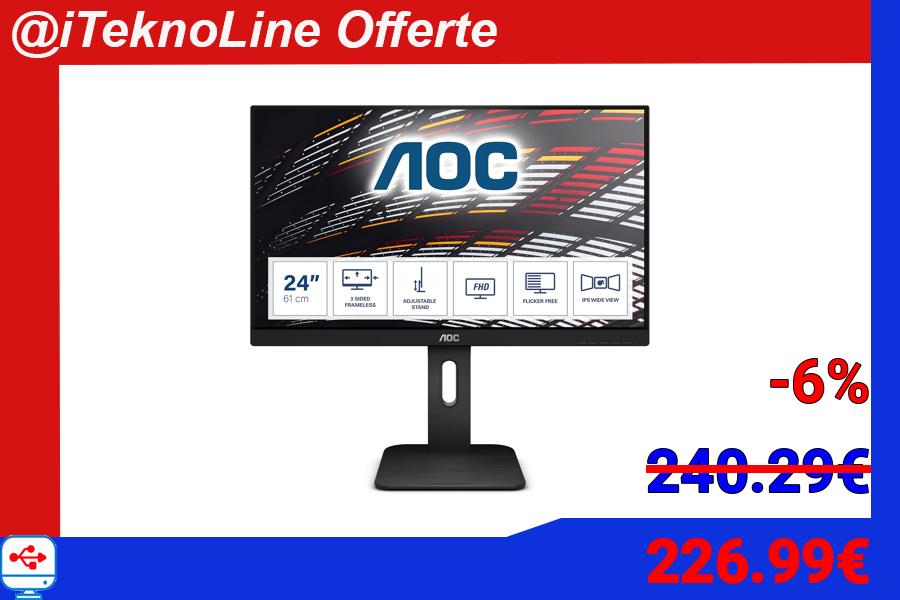 @iTeknoLine Offerte
AOC
24”
61 cm
3 SIDED
FRAMELESS
ADJUSTABLE
STAND
FHD
FLICKER FREE
IPS WIDE VIEW
AOC
-6%
240.29€
226.99€